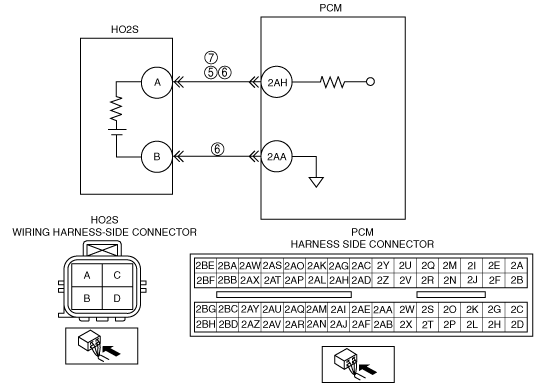 PCM
HO2S
⑦
⑤⑥
A
2AH
⑥
B
2AA
HO2S
WIRING HARNESS-SIDE CONNECTOR
A C
B D
PCM
HARNESS SIDE CONNECTOR
2BE 2BA 2AW 2AS 2AO 2AK 2AG 2AC 2Y 2U 2Q 2M 2I 2E 2A
2BF 2BB 2AX 2AT 2AP 2AL 2AH 2AD 2Z 2V 2R 2N 2J 2F 2B
2BG 2BC 2AY 2AU 2AQ 2AM 2AI 2AE 2AA 2W 2S 2O 2K 2G 2C
2BH 2BD 2AZ 2AV 2AR 2AN 2AJ 2AF 2AB 2X 2T 2P 2L 2H 2D